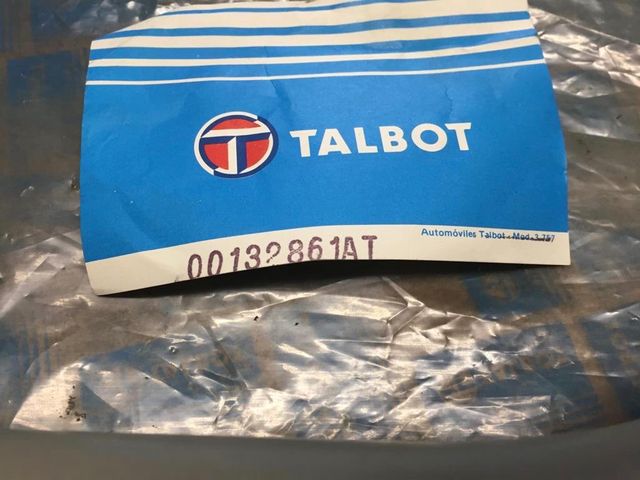 TALBOT
Automóviles Talbot - Mod. 3.757
00132861AT